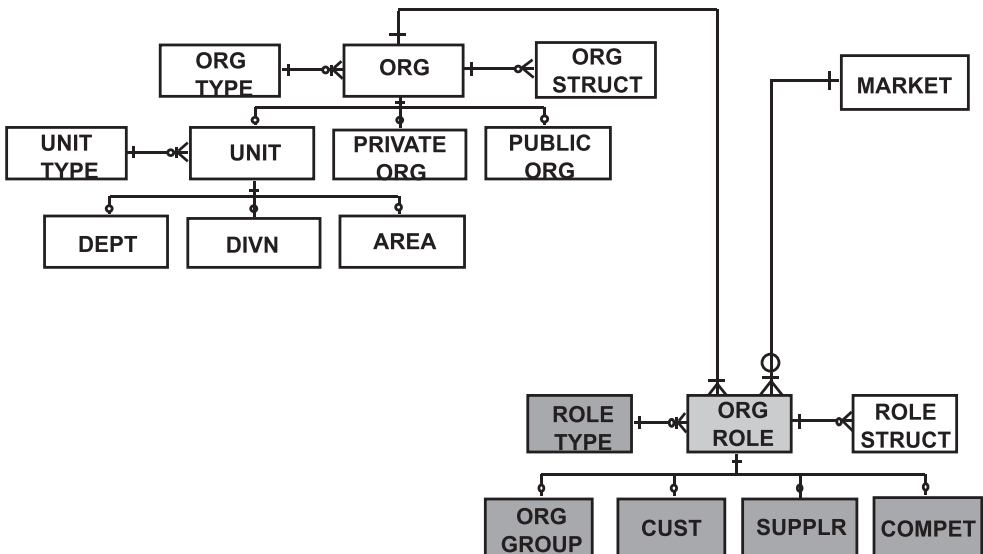 ORG
TYPE
ORG
ORG
STRUCT
MARKET
UNIT
TYPE
UNIT
PRIVATE
ORG
PUBLIC
ORG
DEPT
DIVN
AREA
ROLE
TYPE
ORG
ROLE
ROLE
STRUCT
ORG
GROUP
CUST
SUPPLR
COMPET